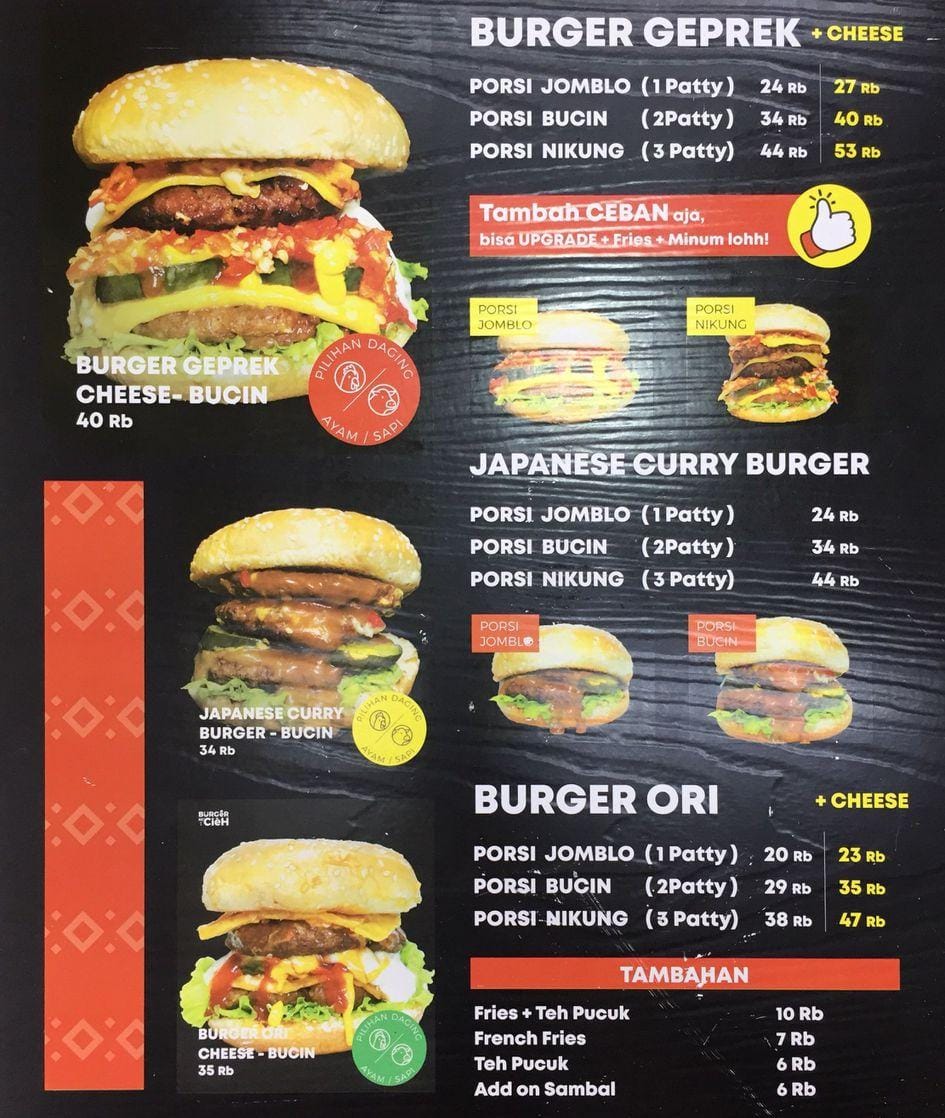 BURGER GEPREK + CHEESE
PORSI JOMBLO (1 Patty) 24 Rb 27 Rb
PORSI BUCIN (2Patty) 34 Rb 40 Rb
PORSI NIKUNG (3 Patty) 44 Rb 53 Rb
Tambah CEBAN aja,
bisa UPGRADE + Fries + Minum lohh!
PORSI
JOMBLO
PORSI
NIKUNG
BURGER GEPREK
CHEESE- BUCIN
40 Rb
PILIHAN DAGING
AYAM / SAPI
JAPANESE CURRY BURGER
PORSI JOMBLO (1 Patty) 24 Rb
PORSI BUCIN (2Patty) 34 Rb
PORSI NIKUNG (3 Patty) 44 Rb
PORSI
JOMBLO
PORSI
BUCIN
JAPANESE CURRY
BURGER - BUCIN
34 Rb
PILIHAN DAGING
AYAM / SAPI
BURGER ORI + CHEESE
PORSI JOMBLO (1 Patty) 20 Rb 23 Rb
PORSI BUCIN (2Patty) 29 Rb 35 Rb
PORSI NIKUNG (3 Patty) 38 Rb 47 Rb
BURGER
CIËH
BURGER ORI
CHEESE - BUCIN
35 Rb
PILIHAN DAGING
AYAM / SAPI
TAMBAHAN
Fries + Teh Pucuk 10 Rb
French Fries 7 Rb
Teh Pucuk 6 Rb
Add on Sambal 6 Rb